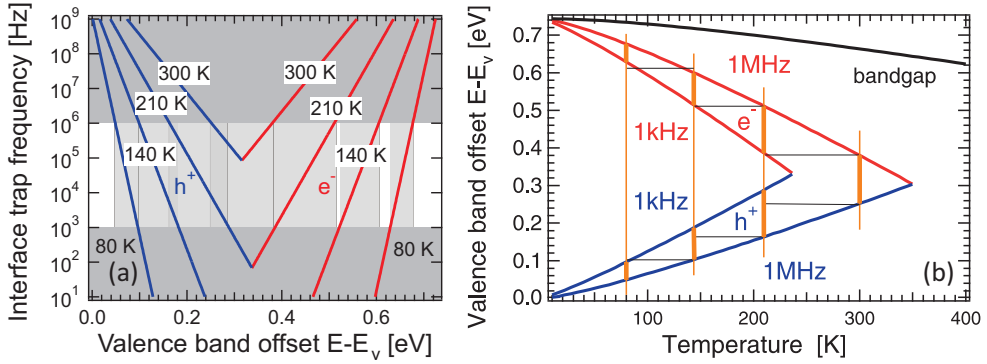 Interface trap frequency [Hz]
10⁹
10⁸
10⁷
10⁶
10⁵
10⁴
10³
10²
10¹
300 K
300 K
210 K
210 K
140 K
140 K
h⁺
e⁻
80 K
80 K
(a)
0.0
0.2
0.4
0.6
Valence band offset E-Eᵥ [eV]
Valence band offset E-Eᵥ [eV]
0.7
0.6
0.5
0.4
0.3
0.2
0.1
0.0
1MHz
bandgap
e⁻
1kHz
1kHz
h⁺
1MHz
(b)
100
200
300
400
Temperature [K]